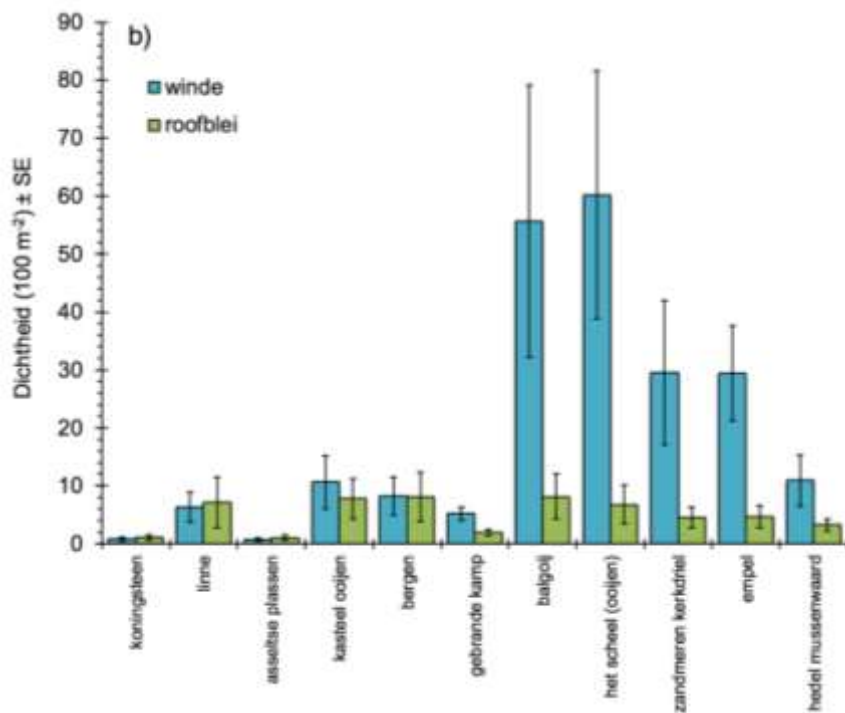 b)
winde
roofblei
Dichtheid (100 m⁻²) ± SE
90
80
70
60
50
40
30
20
10
0
koningsteen
linne
asseltse plassen
kasteel ooijen
bergen
gebrande kamp
balgoij
het scheel (ooijen)
zandmeren kerkdriel
empel
hedel mussenwaard